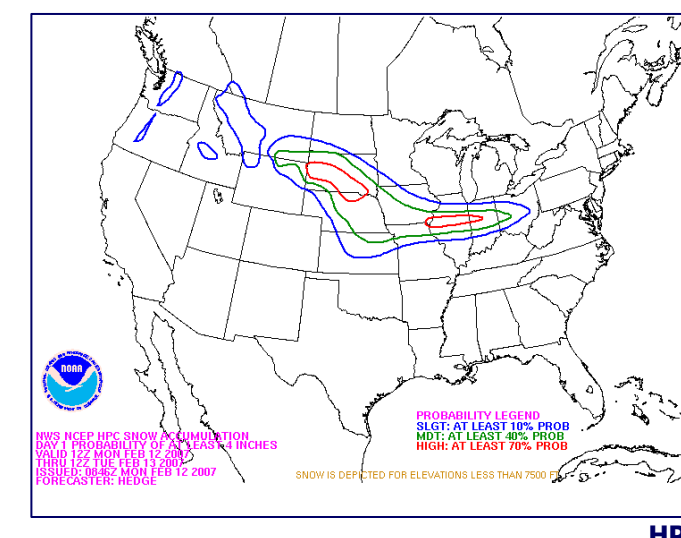 NOAA
NWS NCEP HPC SNOW ACCUMULATION
DAY 1 PROBABILITY OF AT LEAST 4 INCHES
VALID 12Z MON FEB 12 2007
THRU 12Z TUE FEB 13 2007
ISSUED: 0846Z MON FEB 12 2007
FORECASTER: HEDGE
PROBABILITY LEGEND
SLGT: AT LEAST 10% PROB
MDT: AT LEAST 40% PROB
HIGH: AT LEAST 70% PROB
SNOW IS DEPICTED FOR ELEVATIONS LESS THAN 7500 FT